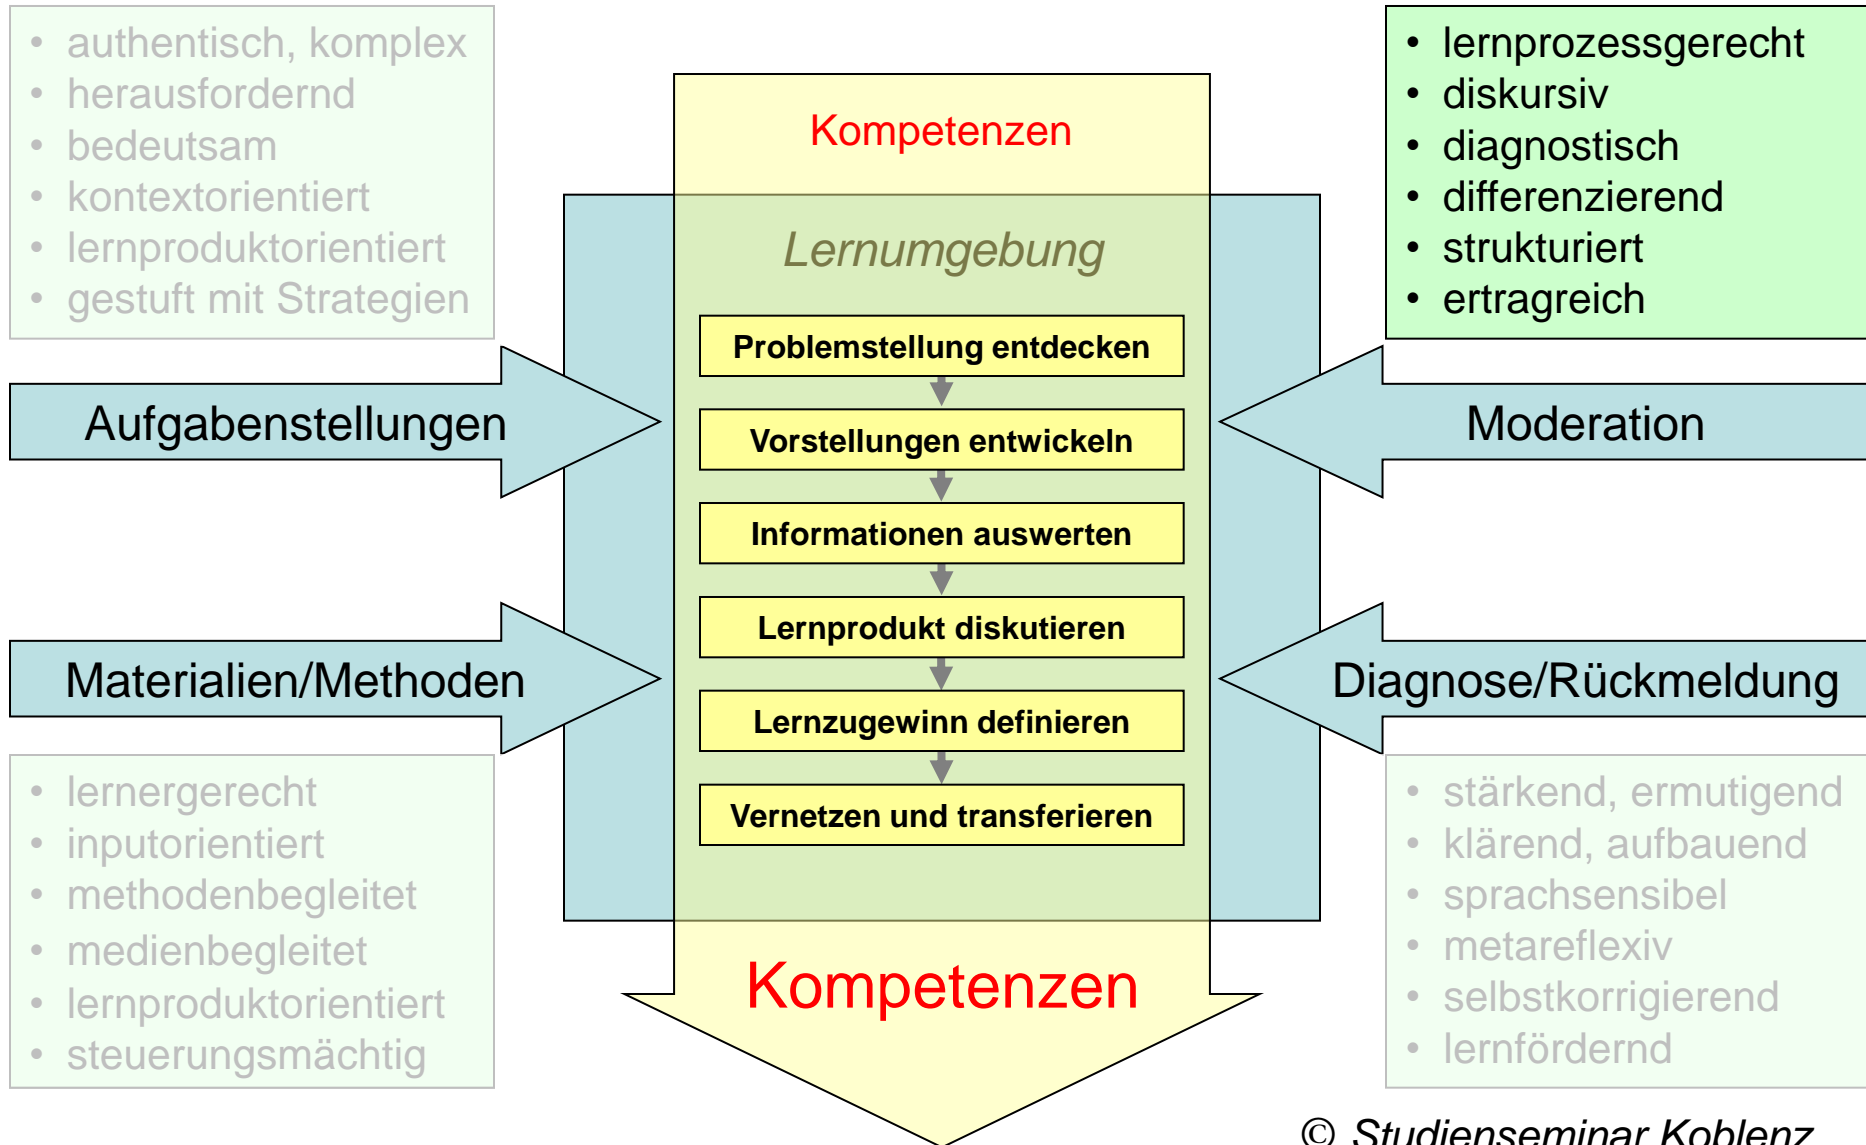 • authentisch, komplex
• herausfordernd
• bedeutsam
• kontextorientiert
• lernproduktorientiert
• gestuft mit Strategien
Aufgabenstellungen
Materialien/Methoden
• lernergerecht
• inputorientiert
• methodenbegleitet
• medienbegleitet
• lernproduktorientiert
• steuerungsmächtig
Kompetenzen
Lernumgebung
Problemstellung entdecken
Vorstellungen entwickeln
Informationen auswerten
Lernprodukt diskutieren
Lernzugewinn definieren
Vernetzen und transferieren
Kompetenzen
• lernprozessgerecht
• diskursiv
• diagnostisch
• differenzierend
• strukturiert
• ertragreich
Moderation
Diagnose/Rückmeldung
• stärkend, ermutigend
• klärend, aufbauend
• sprachsensibel
• metareflexiv
• selbstkorrigierend
• lernfördernd
© Studienseminar Koblenz